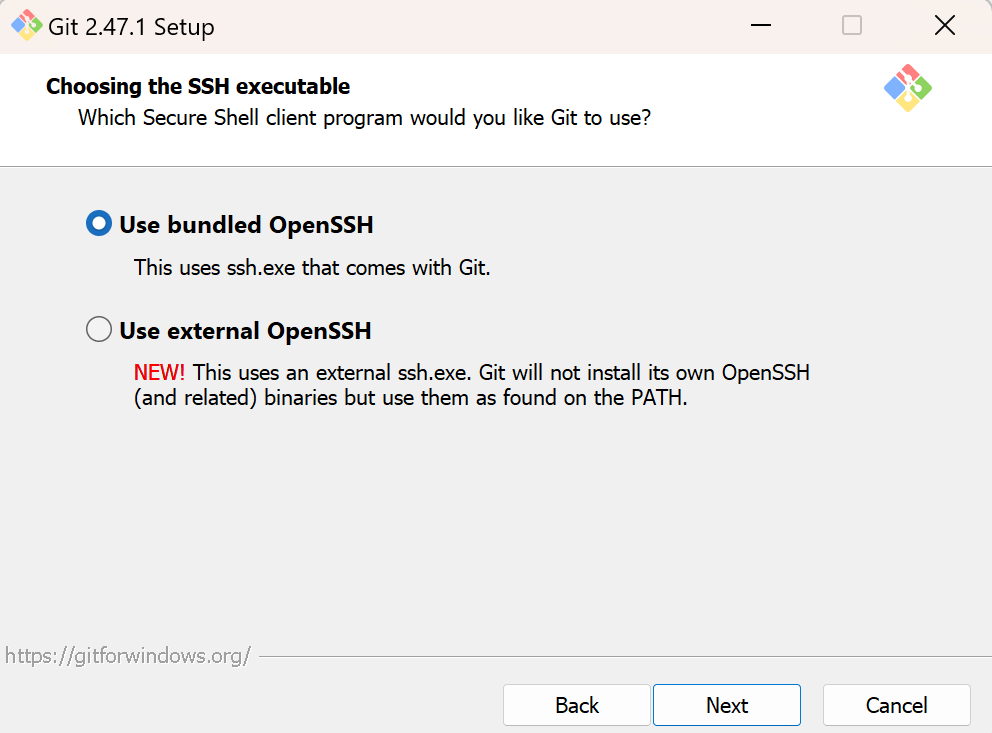 Git 2.47.1 Setup
Choosing the SSH executable
Which Secure Shell client program would you like Git to use?
Use bundled OpenSSH
This uses ssh.exe that comes with Git.
Use external OpenSSH
NEW! This uses an external ssh.exe. Git will not install its own OpenSSH
(and related) binaries but use them as found on the PATH.
https://gitforwindows.org/
Back Next Cancel